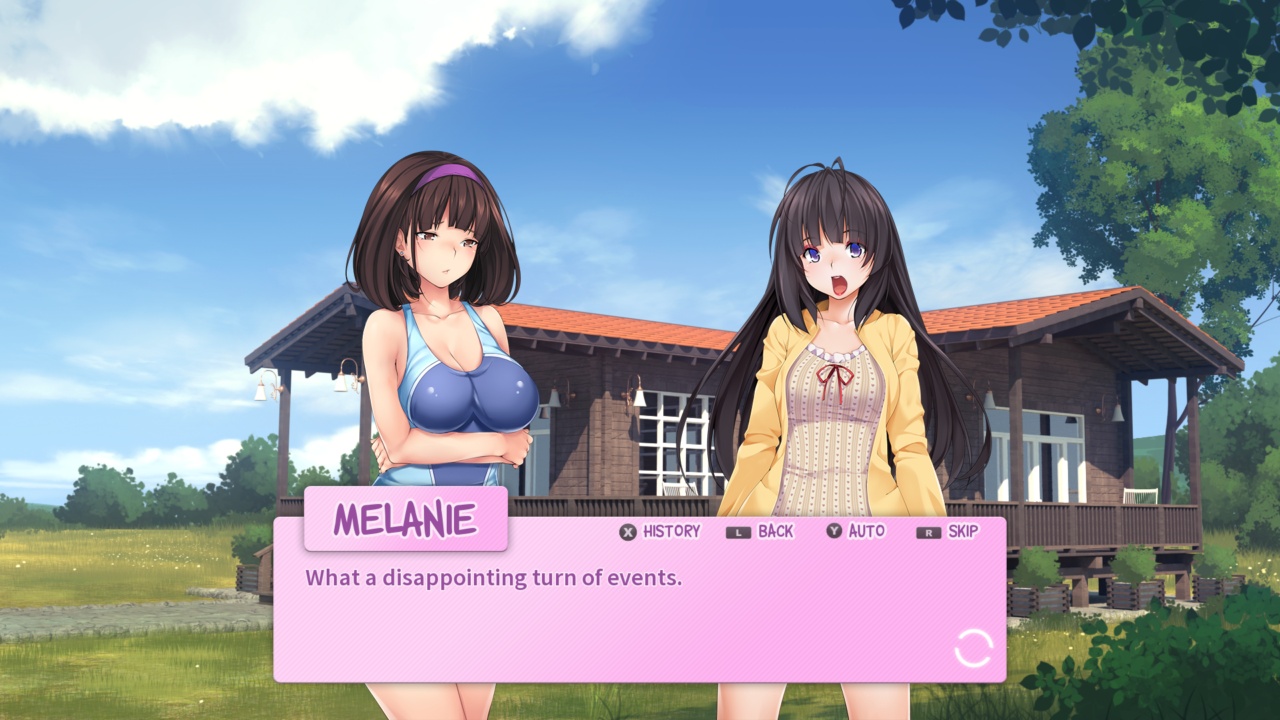 MELANIE
X HISTORY L BACK Y AUTO R SKIP
What a disappointing turn of events.